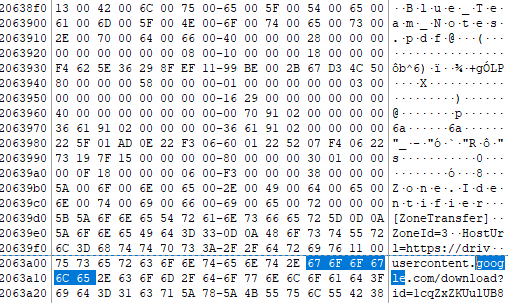 20638f0 13 00 42 00 6C 00 75 00-65 00 5F 00 54 00 65 00 ··B·l·u·e·_·T·e·
2063900 61 00 6D 00 5F 00 4E 00-6F 00 74 00 65 00 73 00 a·m·_·N·o·t·e·s·
2063910 2E 00 70 00 64 00 66 00-40 00 00 00 28 00 00 00 .·p·d·f·@···(···
2063920 00 00 00 00 00 00 08 00-10 00 00 00 18 00 00 00 ················
2063930 F4 62 5E 36 29 8F EF 11-99 BE 00 2B 67 D3 4C 50 ôb^6)·ï··¾·+gÓLP
2063940 80 00 00 00 58 00 00 00-01 00 00 00 00 00 03 00 ····X···········
2063950 00 00 00 00 00 00 00 00-16 29 00 00 00 00 00 00 ·········)······
2063960 40 00 00 00 00 00 00 00-00 70 91 02 00 00 00 00 @········p······
2063970 36 61 91 02 00 00 00 00-36 61 91 02 00 00 00 00 6a······6a······
2063980 22 5F 01 AD 0E 22 F3 06-60 01 22 52 07 F4 06 22 "_·-·"ó·`·"R·ô·"
2063990 73 19 7F 15 00 00 00 00-80 00 00 00 30 01 00 00 s···········0···
20639a0 00 0F 18 00 00 00 06 00-F3 00 00 00 38 00 00 00 ········ó···8···
20639b0 5A 00 6F 00 6E 00 65 00-2E 00 49 00 64 00 65 00 Z·o·n·e·.·I·d·e·
20639c0 6E 00 74 00 69 00 66 00-69 00 65 00 72 00 00 00 n·t·i·f·i·e·r···
20639d0 5B 5A 6F 6E 65 54 72 61-6E 73 66 65 72 5D 0D 0A [ZoneTransfer]··
20639e0 5A 6F 6E 65 49 64 3D 33-0D 0A 48 6F 73 74 55 72 ZoneId=3··HostUr
20639f0 6C 3D 68 74 74 70 73 3A-2F 2F 64 72 69 76 11 00 l=https://driv··
2063a00 75 73 65 72 63 6F 6E 74-65 6E 74 2E 67 6F 6F 67 usercontent.goog
2063a10 6C 65 2E 63 6F 6D 2F 64-6F 77 6E 6C 6F 61 64 3F le.com/download?
2063a20 69 64 3D 31 63 71 5A 78-5A 4B 55 75 6C 55 42 38 id=1cqZxZKUulUB8